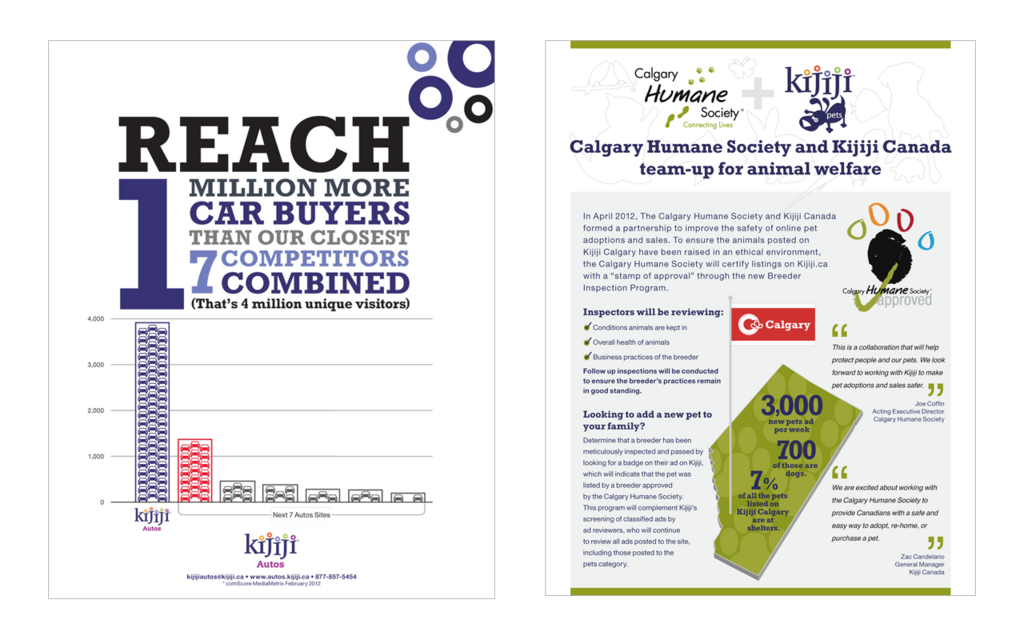 REACH
1
MILLION MORE
CAR BUYERS
THAN OUR CLOSEST
7 COMPETITORS
COMBINED
(That's 4 million unique visitors)
4,000
3,000
2,000
1,000
0
kijiji
Autos
Next 7 Autos Sites
kijiji
Autos
kijijiautos@kijiji.ca • www.autos.kijiji.ca • 877-857-5454
* comScore MediaMetrix February 2012
Calgary
Humane
Society
Connecting Lives
+
kijiji
pets
Calgary Humane Society and Kijiji Canada
team-up for animal welfare
In April 2012, The Calgary Humane Society and Kijiji Canada
formed a partnership to improve the safety of online pet
adoptions and sales. To ensure the animals posted on
Kijiji Calgary have been raised in an ethical environment,
the Calgary Humane Society will certify listings on Kijiji.ca
with a “stamp of approval” through the new Breeder
Inspection Program.
Calgary Humane Society
approved
Inspectors will be reviewing:
Conditions animals are kept in
Overall health of animals
Business practices of the breeder
Follow up inspections will be conducted
to ensure the breeder's practices remain
in good standing.
Looking to add a new pet to
your family?
Determine that a breeder has been
meticulously inspected and passed by
looking for a badge on their ad on Kijiji,
which will indicate that the pet was
listed by a breeder approved
by the Calgary Humane Society.
This program will complement Kijiji's
screening of classified ads by
ad reviewers, who will continue
to review all ads posted to the site,
including those posted to the
pets category.
Calgary
3,000
new pets ad
per week
700
of those are
dogs.
7%
of all the pets
listed on
Kijiji Calgary
are at
shelters.
“
This is a collaboration that will help
protect people and our pets. We look
forward to working with Kijiji to make
pet adoptions and sales safer.
”
Joe Coffin
Acting Executive Director
Calgary Humane Society
“
We are excited about working with
the Calgary Humane Society to
provide Canadians with a safe and
easy way to adopt, re-home, or
purchase a pet.
”
Zac Candelario
General Manager
Kijiji Canada